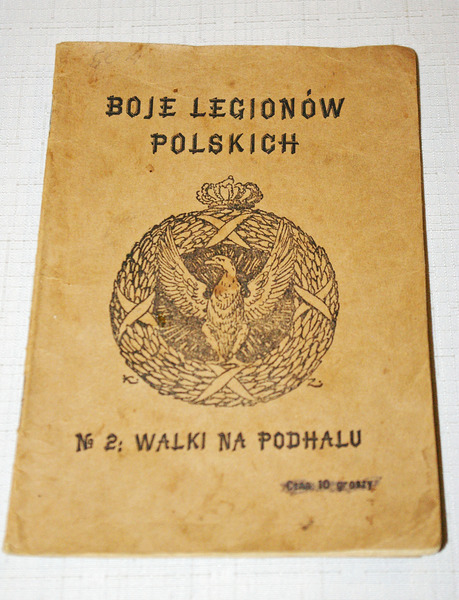 BOJE LEGIONÓW
POLSKICH
K Z
№ 2; WALKI NA PODHALU
Cena 10 groszy